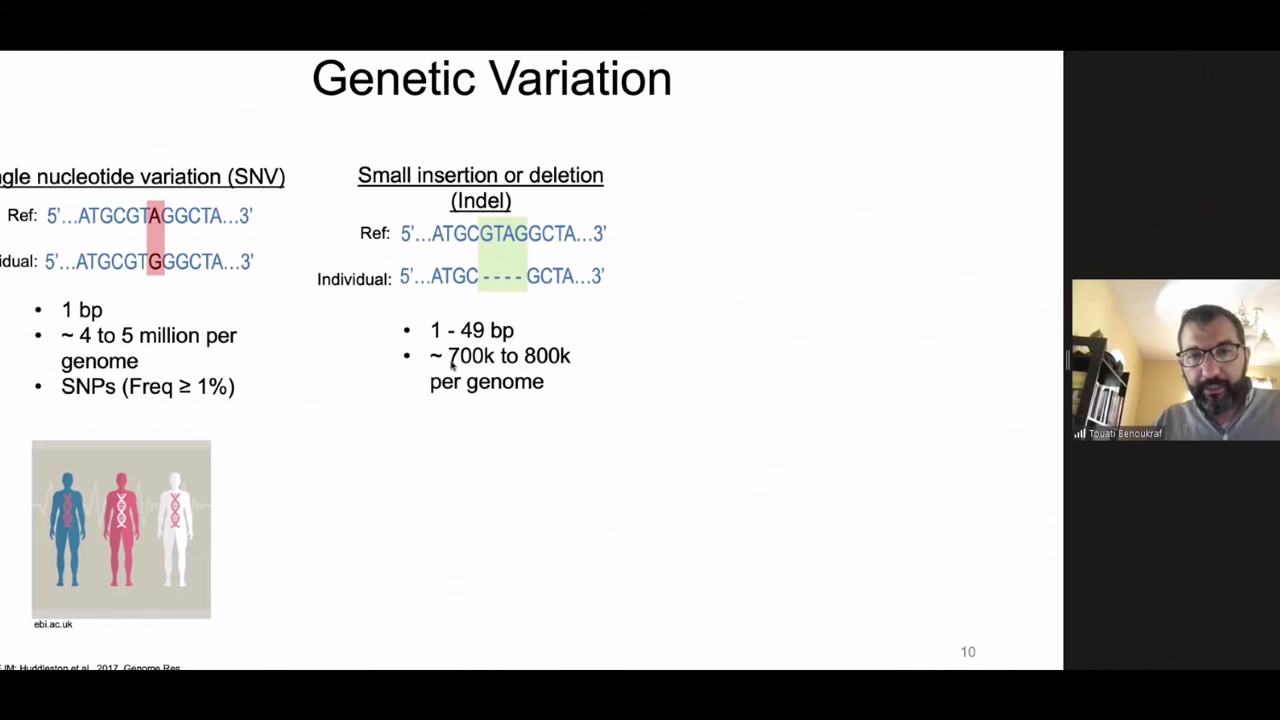 Genetic Variation
ngle nucleotide variation (SNV)
Ref: 5’…ATGCGTAGGCTA…3’
idual: 5’…ATGCGTGGGCTA…3’
• 1 bp
• ~ 4 to 5 million per
genome
• SNPs (Freq ≥ 1%)
ebi.ac.uk
Small insertion or deletion
(Indel)
Ref: 5’…ATGCGTAGGCTA…3’
Individual: 5’…ATGC----GCTA…3’
• 1 - 49 bp
• ~ 700k to 800k
per genome
EJM; Huddleston et al., 2017, Genome Res
10
Touati Benoukraf